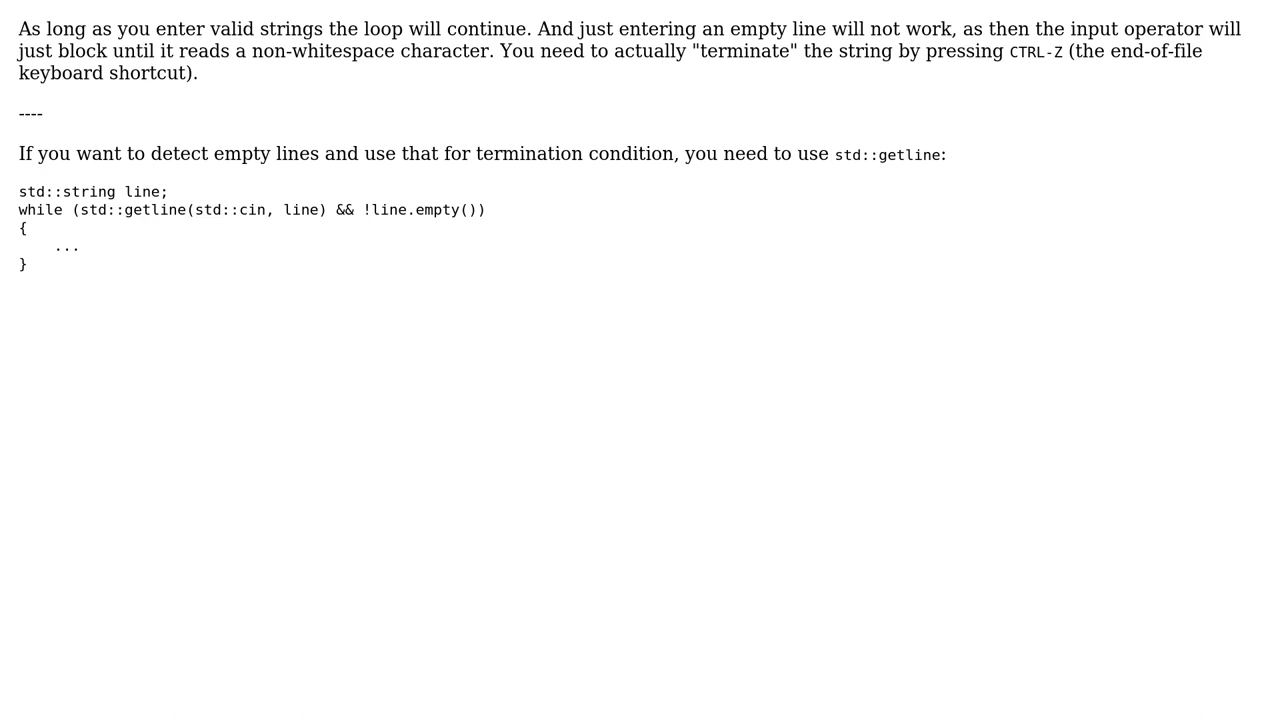 As long as you enter valid strings the loop will continue. And just entering an empty line will not work, as then the input operator will
just block until it reads a non-whitespace character. You need to actually "terminate" the string by pressing CTRL-Z (the end-of-file
keyboard shortcut).
----
If you want to detect empty lines and use that for termination condition, you need to use std::getline:
std::string line;
while (std::getline(std::cin, line) && !line.empty())
{
    ...
}